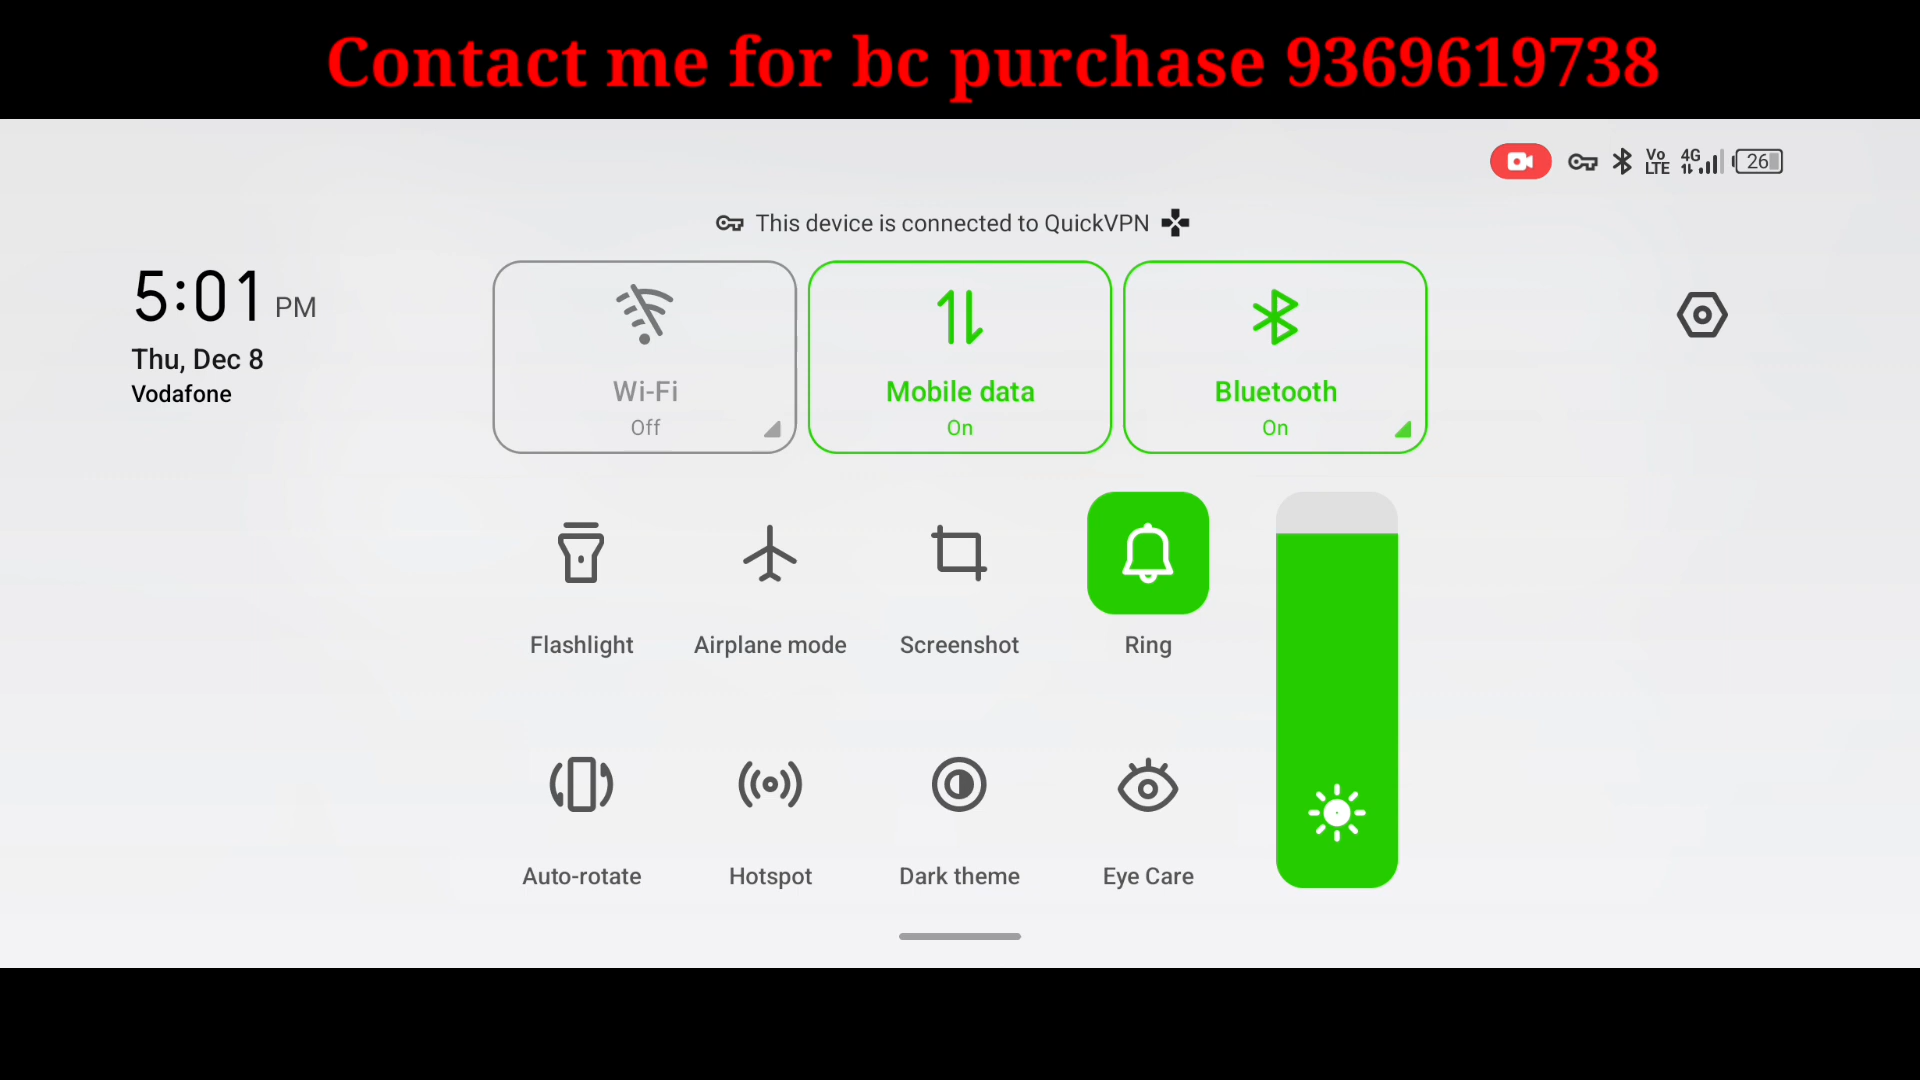 Contact me for bc purchase 9369619738
Vo
LTE
4G
26
This device is connected to QuickVPN
5:01 PM
Thu, Dec 8
Vodafone
Wi-Fi
Off
Mobile data
On
Bluetooth
On
Flashlight
Airplane mode
Screenshot
Ring
Auto-rotate
Hotspot
Dark theme
Eye Care